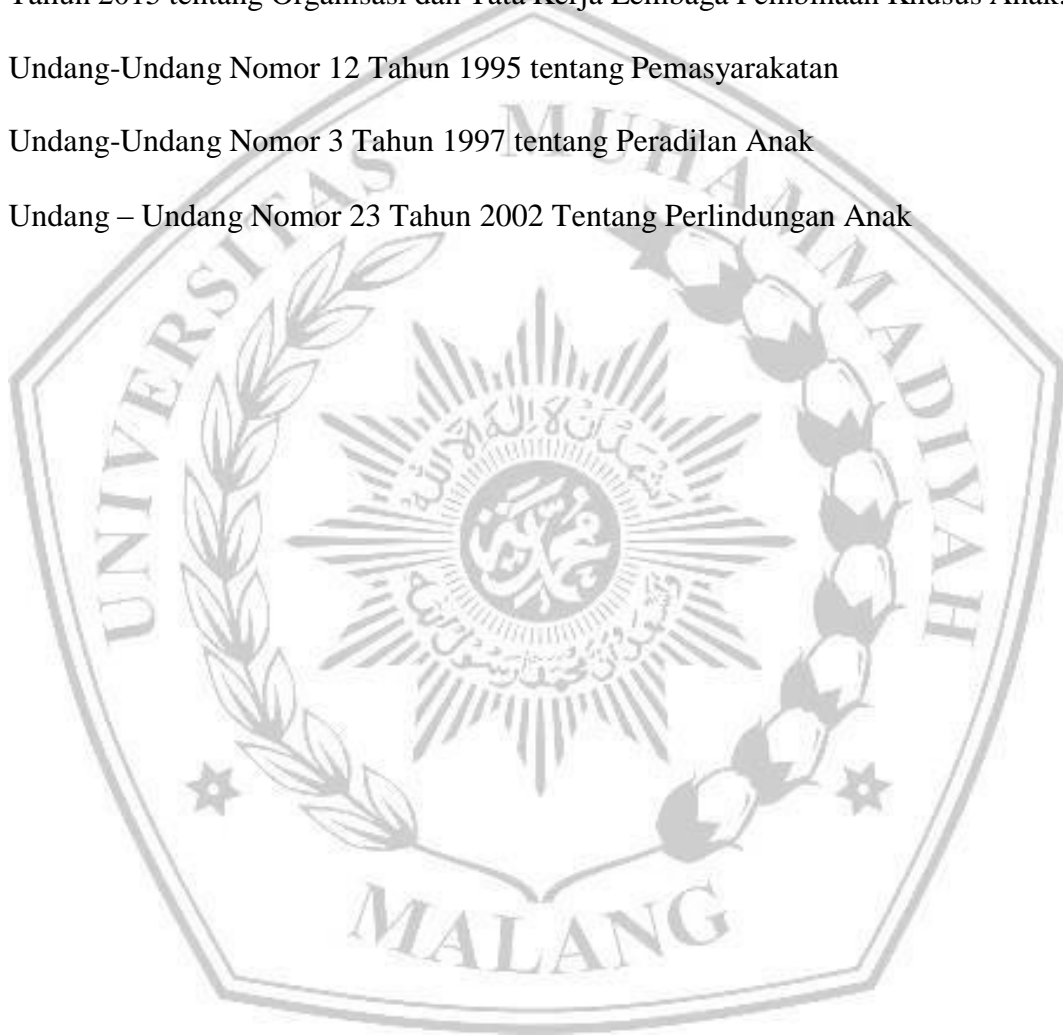 Tahun 2015 tentang Organisasi dan Tata Kerja Lembaga Pembinaan Khusus Anak.
Undang-Undang Nomor 12 Tahun 1995 tentang Pemasyarakatan
Undang-Undang Nomor 3 Tahun 1997 tentang Peradilan Anak
Undang – Undang Nomor 23 Tahun 2002 Tentang Perlindungan Anak
UNIVERSITAS MUHAMMADIYAH
MALANG